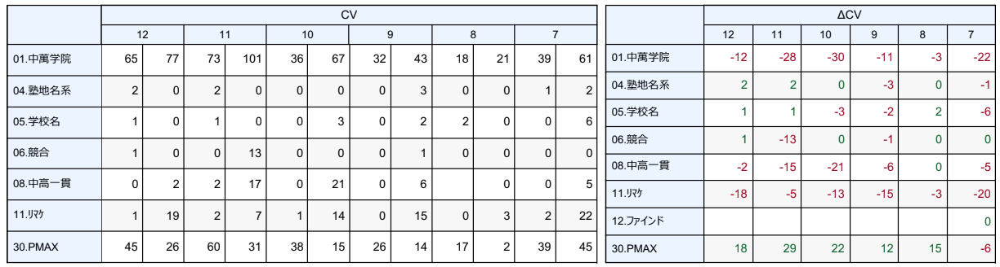 CV
12 11 10 9 8 7
01.中萬学院 65 77 73 101 36 67 32 43 18 21 39 61
04.塾地名系 2 0 2 0 0 0 0 3 0 0 1 2
05.学校名 1 0 1 0 0 3 0 2 2 0 0 6
06.競合 1 0 0 13 0 0 0 1 0 0 0 0
08.中高一貫 0 2 2 17 0 21 0 6 0 0 5
11.ﾘﾏｹ 1 19 2 7 1 14 0 15 0 3 2 22
30.PMAX 45 26 60 31 38 15 26 14 17 2 39 45
ΔCV
12 11 10 9 8 7
01.中萬学院 -12 -28 -30 -11 -3 -22
04.塾地名系 2 2 0 -3 0 -1
05.学校名 1 1 -3 -2 2 -6
06.競合 1 -13 0 -1 0 0
08.中高一貫 -2 -15 -21 -6 0 -5
11.ﾘﾏｹ -18 -5 -13 -15 -3 -20
12.ファインド 0
30.PMAX 18 29 22 12 15 -6